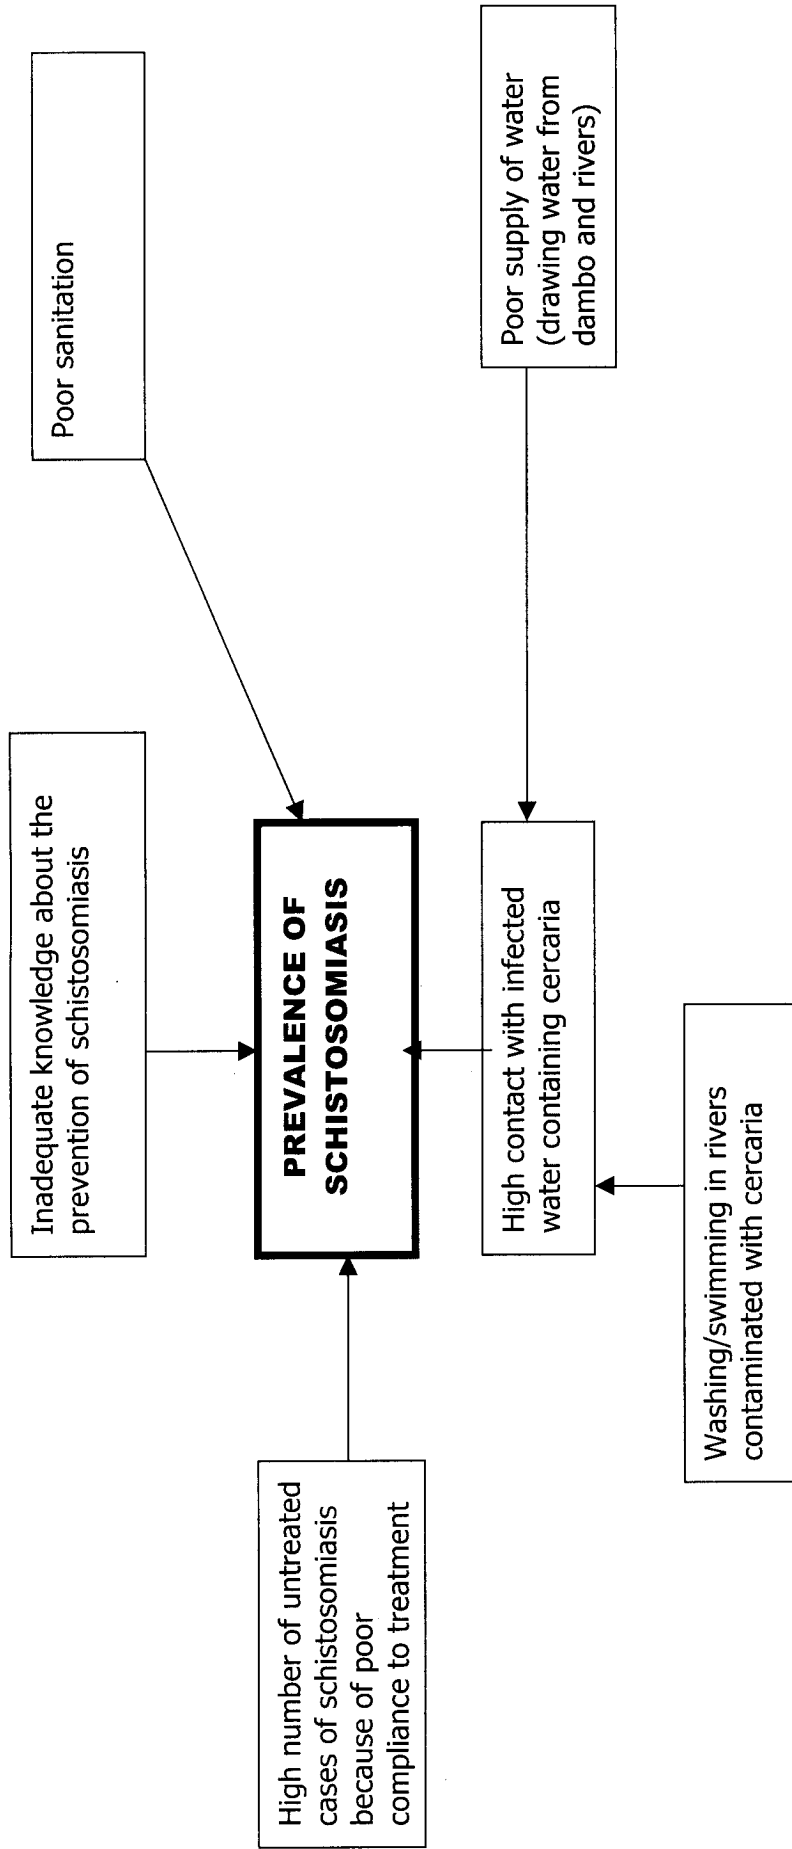 Inadequate knowledge about the
prevention of schistosomiasis
Poor sanitation
High number of untreated
cases of schistosomiasis
because of poor
compliance to treatment
PREVALENCE OF
SCHISTOSOMIASIS
High contact with infected
water containing cercaria
Poor supply of water
(drawing water from
dambo and rivers)
Washing/swimming in rivers
contaminated with cercaria